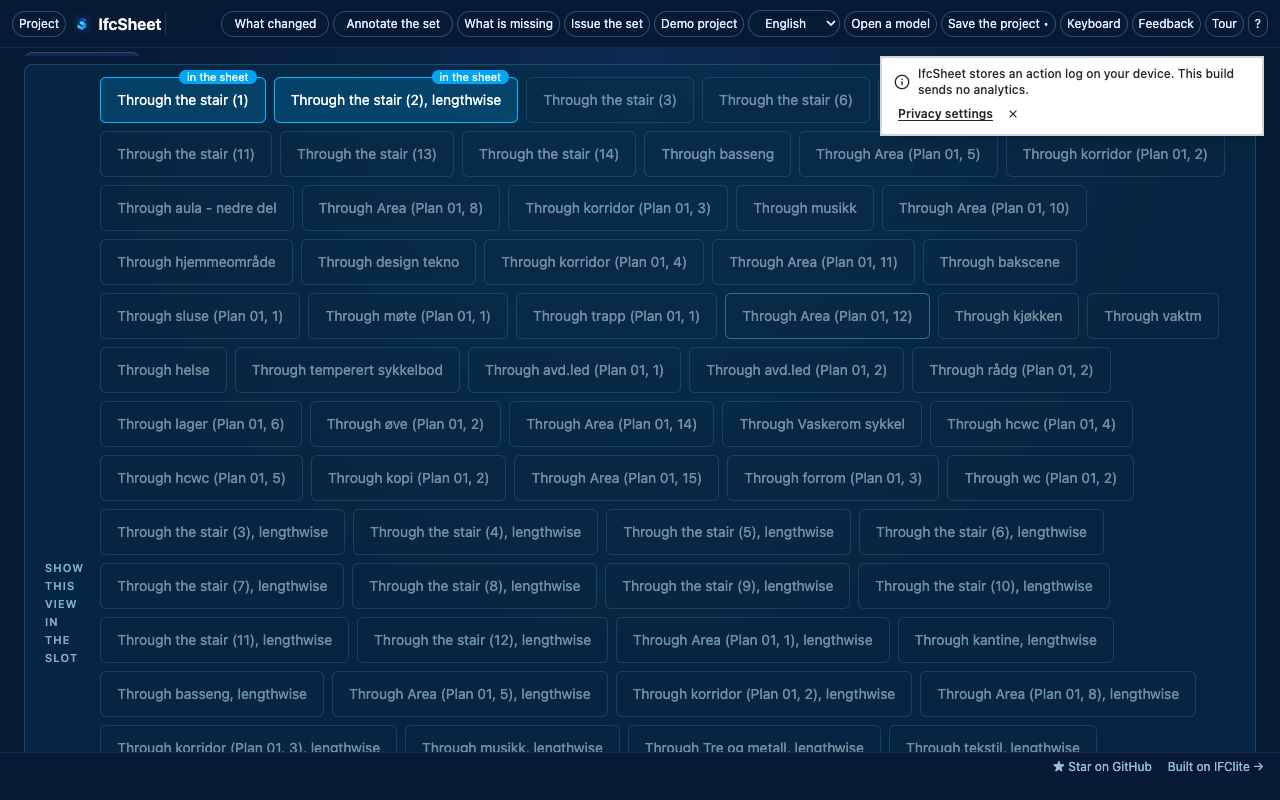 Project IfcSheet What changed Annotate the set What is missing Issue the set Demo project English Open a model Save the project • Keyboard Feedback Tour ?
IfcSheet stores an action log on your device. This build
sends no analytics.
Privacy settings ×
in the sheet in the sheet
Through the stair (1) Through the stair (2), lengthwise Through the stair (3) Through the stair (6)
Through the stair (11) Through the stair (13) Through the stair (14) Through basseng Through Area (Plan 01, 5) Through korridor (Plan 01, 2)
Through aula - nedre del Through Area (Plan 01, 8) Through korridor (Plan 01, 3) Through musikk Through Area (Plan 01, 10)
Through hjemmeområde Through design tekno Through korridor (Plan 01, 4) Through Area (Plan 01, 11) Through bakscene
Through sluse (Plan 01, 1) Through møte (Plan 01, 1) Through trapp (Plan 01, 1) Through Area (Plan 01, 12) Through kjøkken Through vaktm
Through helse Through temperert sykkelbod Through avd.led (Plan 01, 1) Through avd.led (Plan 01, 2) Through rådg (Plan 01, 2)
Through lager (Plan 01, 6) Through øve (Plan 01, 2) Through Area (Plan 01, 14) Through Vaskerom sykkel Through hcwc (Plan 01, 4)
Through hcwc (Plan 01, 5) Through kopi (Plan 01, 2) Through Area (Plan 01, 15) Through forrom (Plan 01, 3) Through wc (Plan 01, 2)
Through the stair (3), lengthwise Through the stair (4), lengthwise Through the stair (5), lengthwise Through the stair (6), lengthwise
SHOW
THIS
VIEW
IN
THE
SLOT
Through the stair (7), lengthwise Through the stair (8), lengthwise Through the stair (9), lengthwise Through the stair (10), lengthwise
Through the stair (11), lengthwise Through the stair (12), lengthwise Through Area (Plan 01, 1), lengthwise Through kantine, lengthwise
Through basseng, lengthwise Through Area (Plan 01, 5), lengthwise Through korridor (Plan 01, 2), lengthwise Through Area (Plan 01, 8), lengthwise
Through korridor (Plan 01, 3), lengthwise Through musikk, lengthwise Through Tre og metall, lengthwise Through tekstil, lengthwise
★ Star on GitHub Built on IFClite →